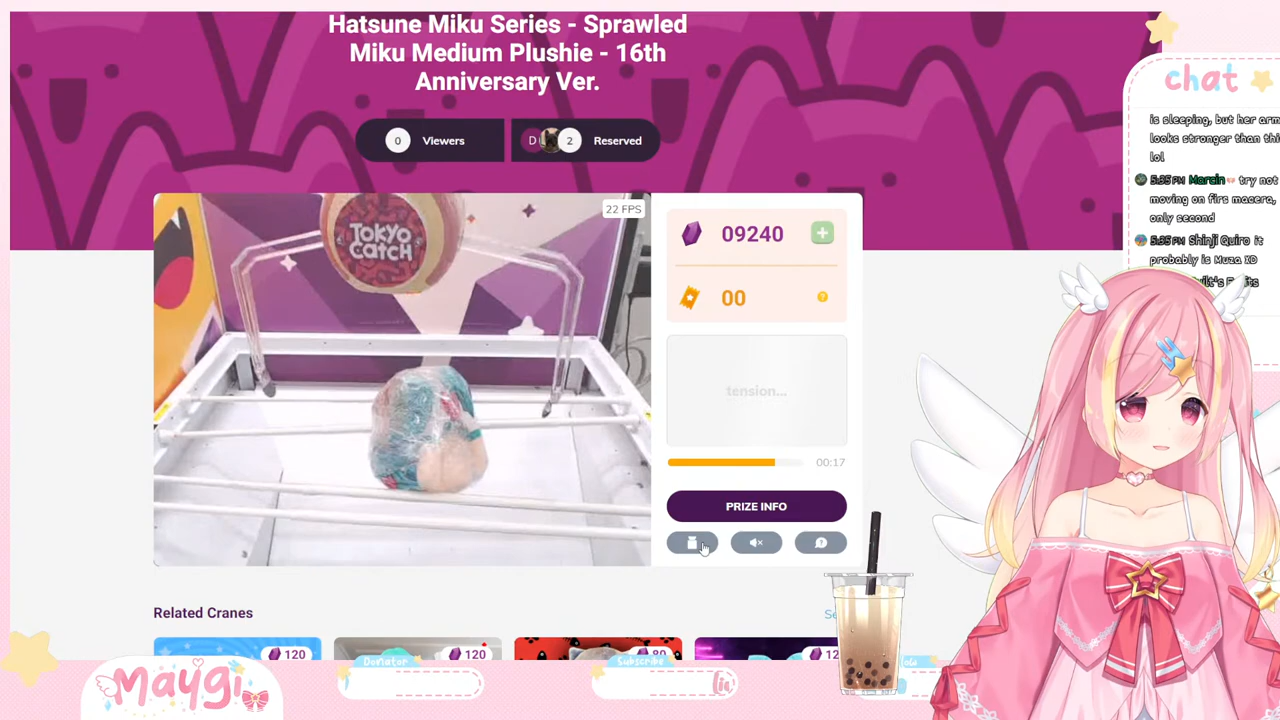 Hatsune Miku Series - Sprawled
Miku Medium Plushie - 16th
Anniversary Ver.
0 Viewers
D 2 Reserved
22 FPS
TOKYO
CATCH
09240
00
tension...
00:17
PRIZE INFO
Related Cranes
120
120
80
chat
is sleeping, but her arm
looks stronger than thi
lol
5:35 PM Marcin try not
moving on firs macera,
only second
5:35 PM Shinji Quiro it
probably is Muza ID
Maygi
Donator
Subscribe